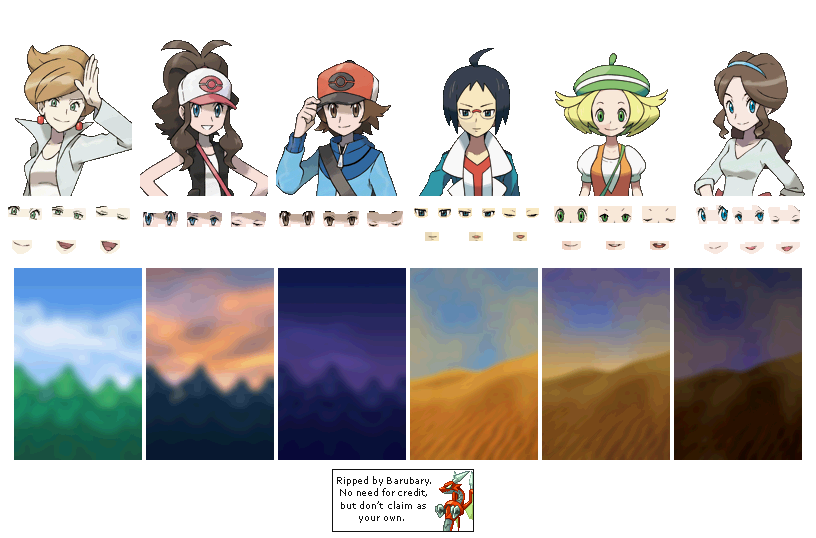 Ripped by Barubary.
No need for credit,
but don't claim as
your own.